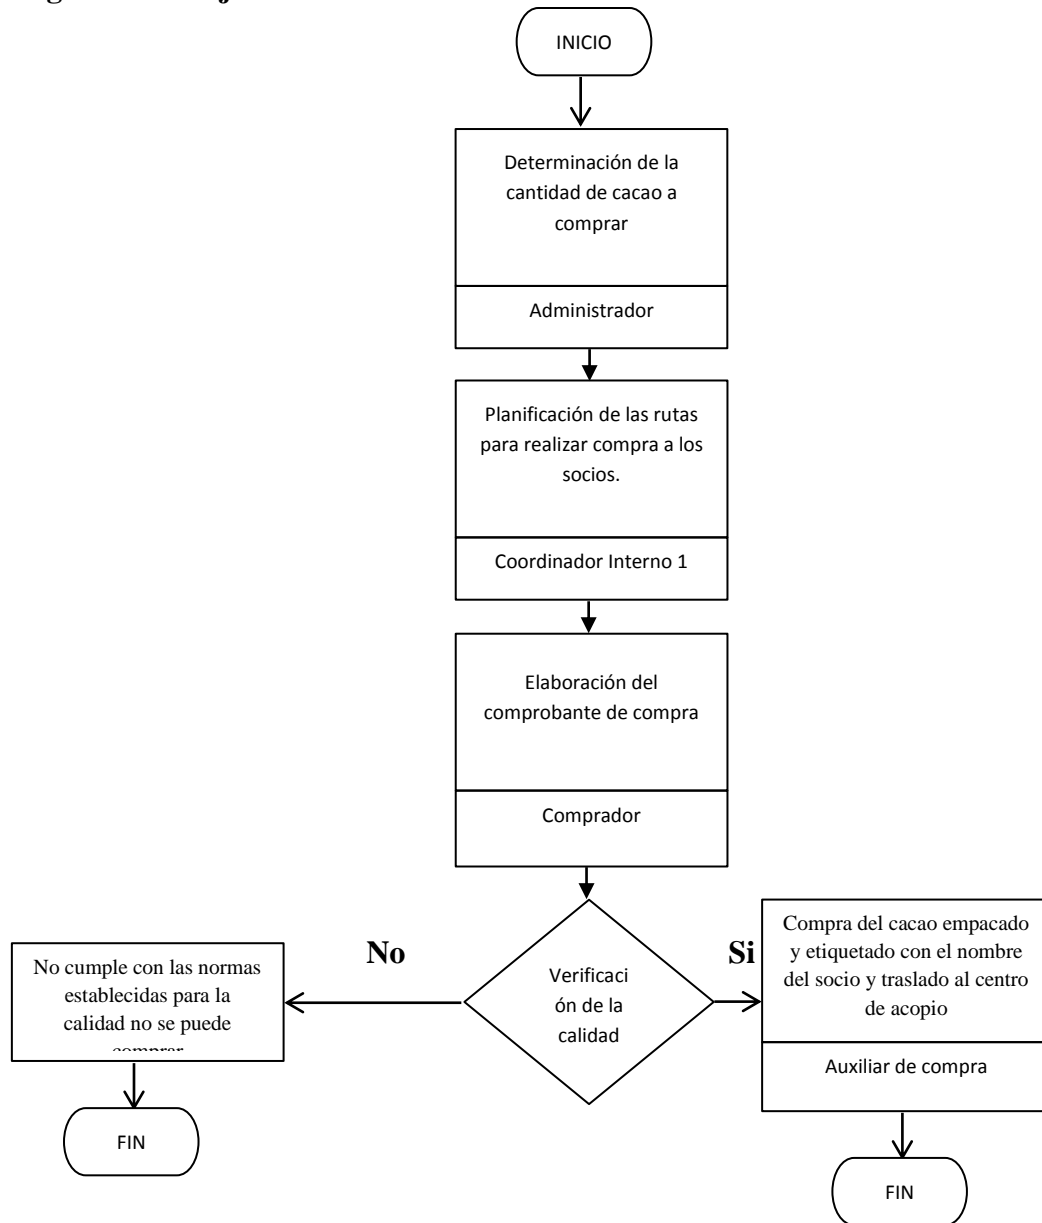 INICIO
Determinación de la
cantidad de cacao a
comprar
Administrador
Planificación de las rutas
para realizar compra a los
socios.
Coordinador Interno 1
Elaboración del
comprobante de compra
Comprador
Verificaci
ón de la
calidad
No
Si
No cumple con las normas
establecidas para la
calidad no se puede
comprar
FIN
Compra del cacao empacado
y etiquetado con el nombre
del socio y traslado al centro
de acopio
Auxiliar de compra
FIN